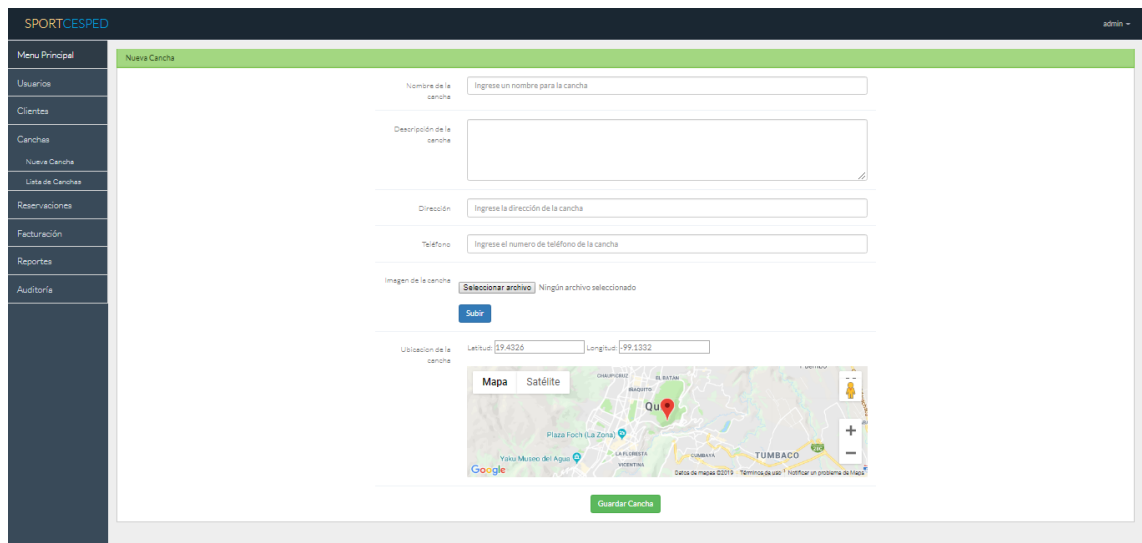 SPORTCESPED
admin
Menu Principal
Usuarios
Clientes
Canchas
Nueva Cancha
Lista de Canchas
Reservaciones
Facturación
Reportes
Auditoría
Nueva Cancha
Nombre de la
cancha
Ingrese un nombre para la cancha
Descripción de la
cancha
Dirección
Ingrese la dirección de la cancha
Teléfono
Ingrese el numero de teléfono de la cancha
Imagen de la cancha
Seleccionar archivo Ningún archivo seleccionado
Subir
Ubicacion de la
cancha
Latitud: 19.4326 Longitud: -99.1332
Mapa Satélite
CHAUPICRUZ
EL BATAN
IÑAQUITO
Qu
Plaza Foch (La Zona)
LA FLORESTA
CUMBAYA
TUMBACO
Yaku Museo del Agua
VICENTINA
Google
Datos de mapas ©2019 Términos de uso Notificar un problema de Maps
Guardar Cancha